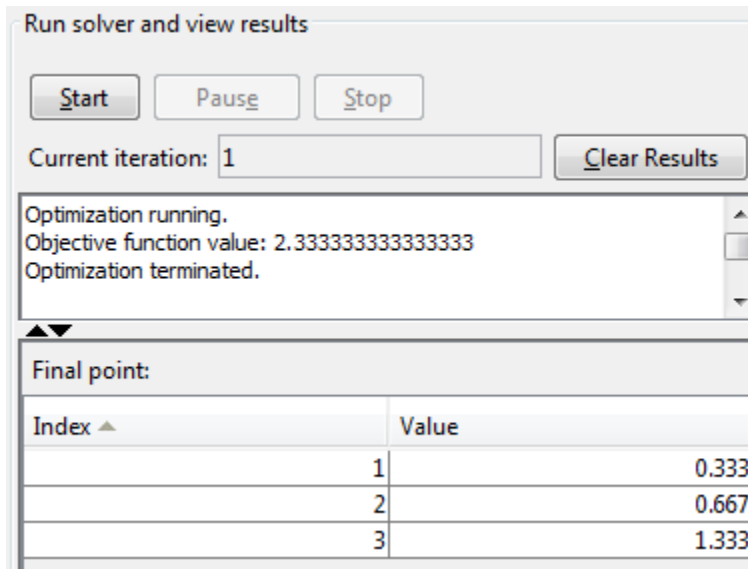 Run solver and view results
Start Pause Stop
Current iteration: 1 Clear Results
Optimization running.
Objective function value: 2.333333333333333
Optimization terminated.
Final point:
Index Value
1 0.333
2 0.667
3 1.333